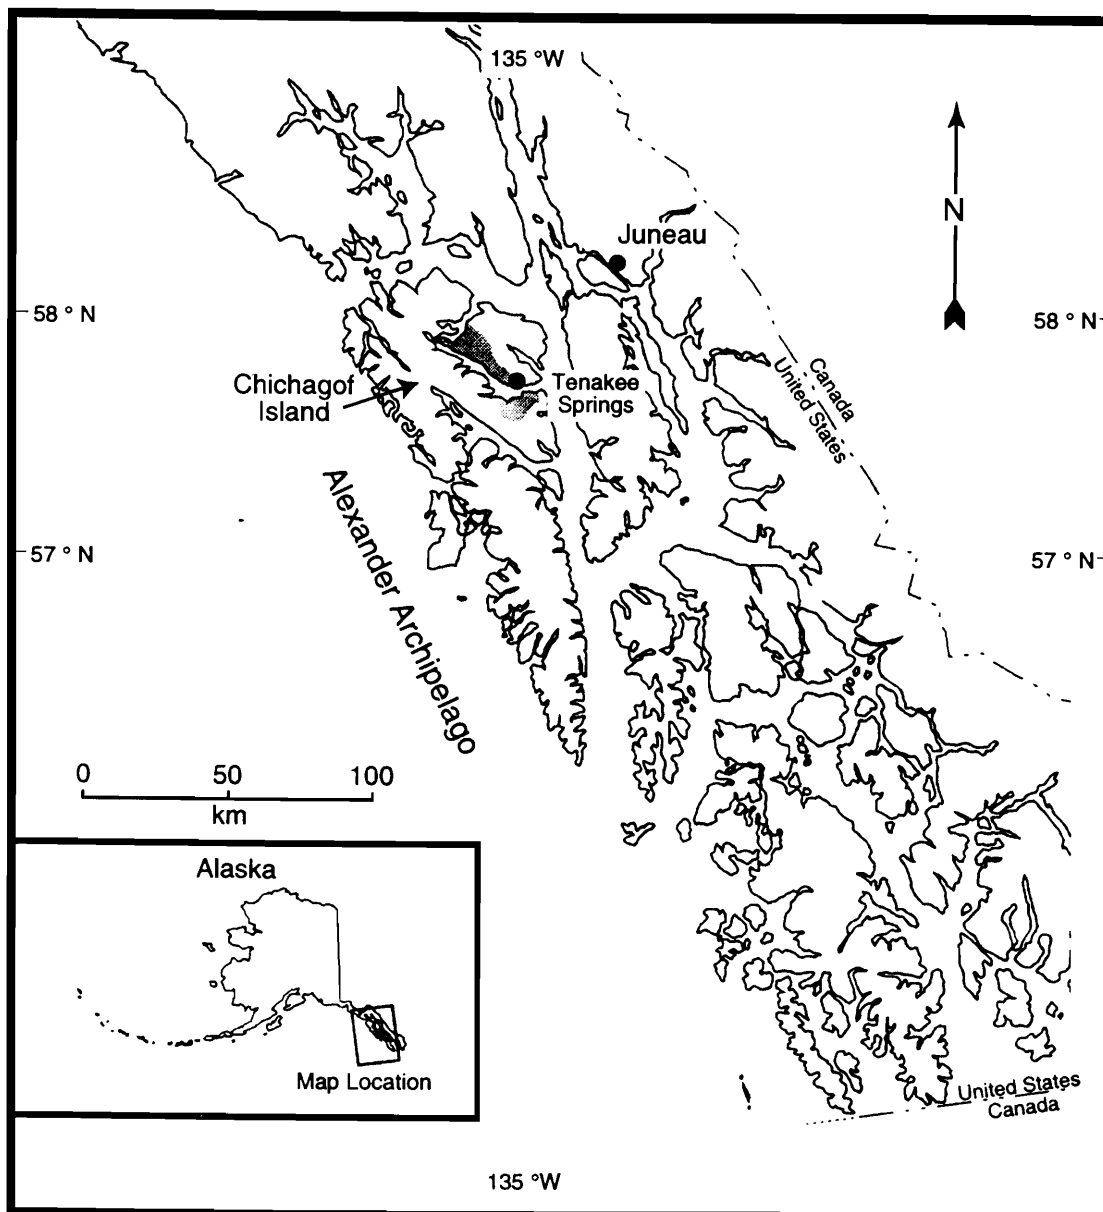 135 °W
N
Juneau
58 ° N
58 ° N
Canada
United States
Chichagof
Island
Tenakee
Springs
Alexander Archipelago
57 ° N
57 ° N
0 50 100
km
Alaska
Map Location
United States
Canada
135 °W